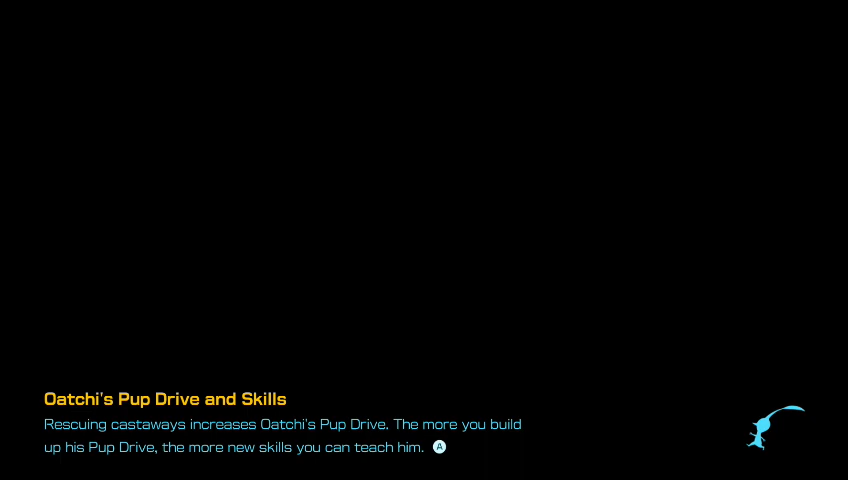 Oatchi's Pup Drive and Skills
Rescuing castaways increases Oatchi's Pup Drive. The more you build
up his Pup Drive, the more new skills you can teach him. A